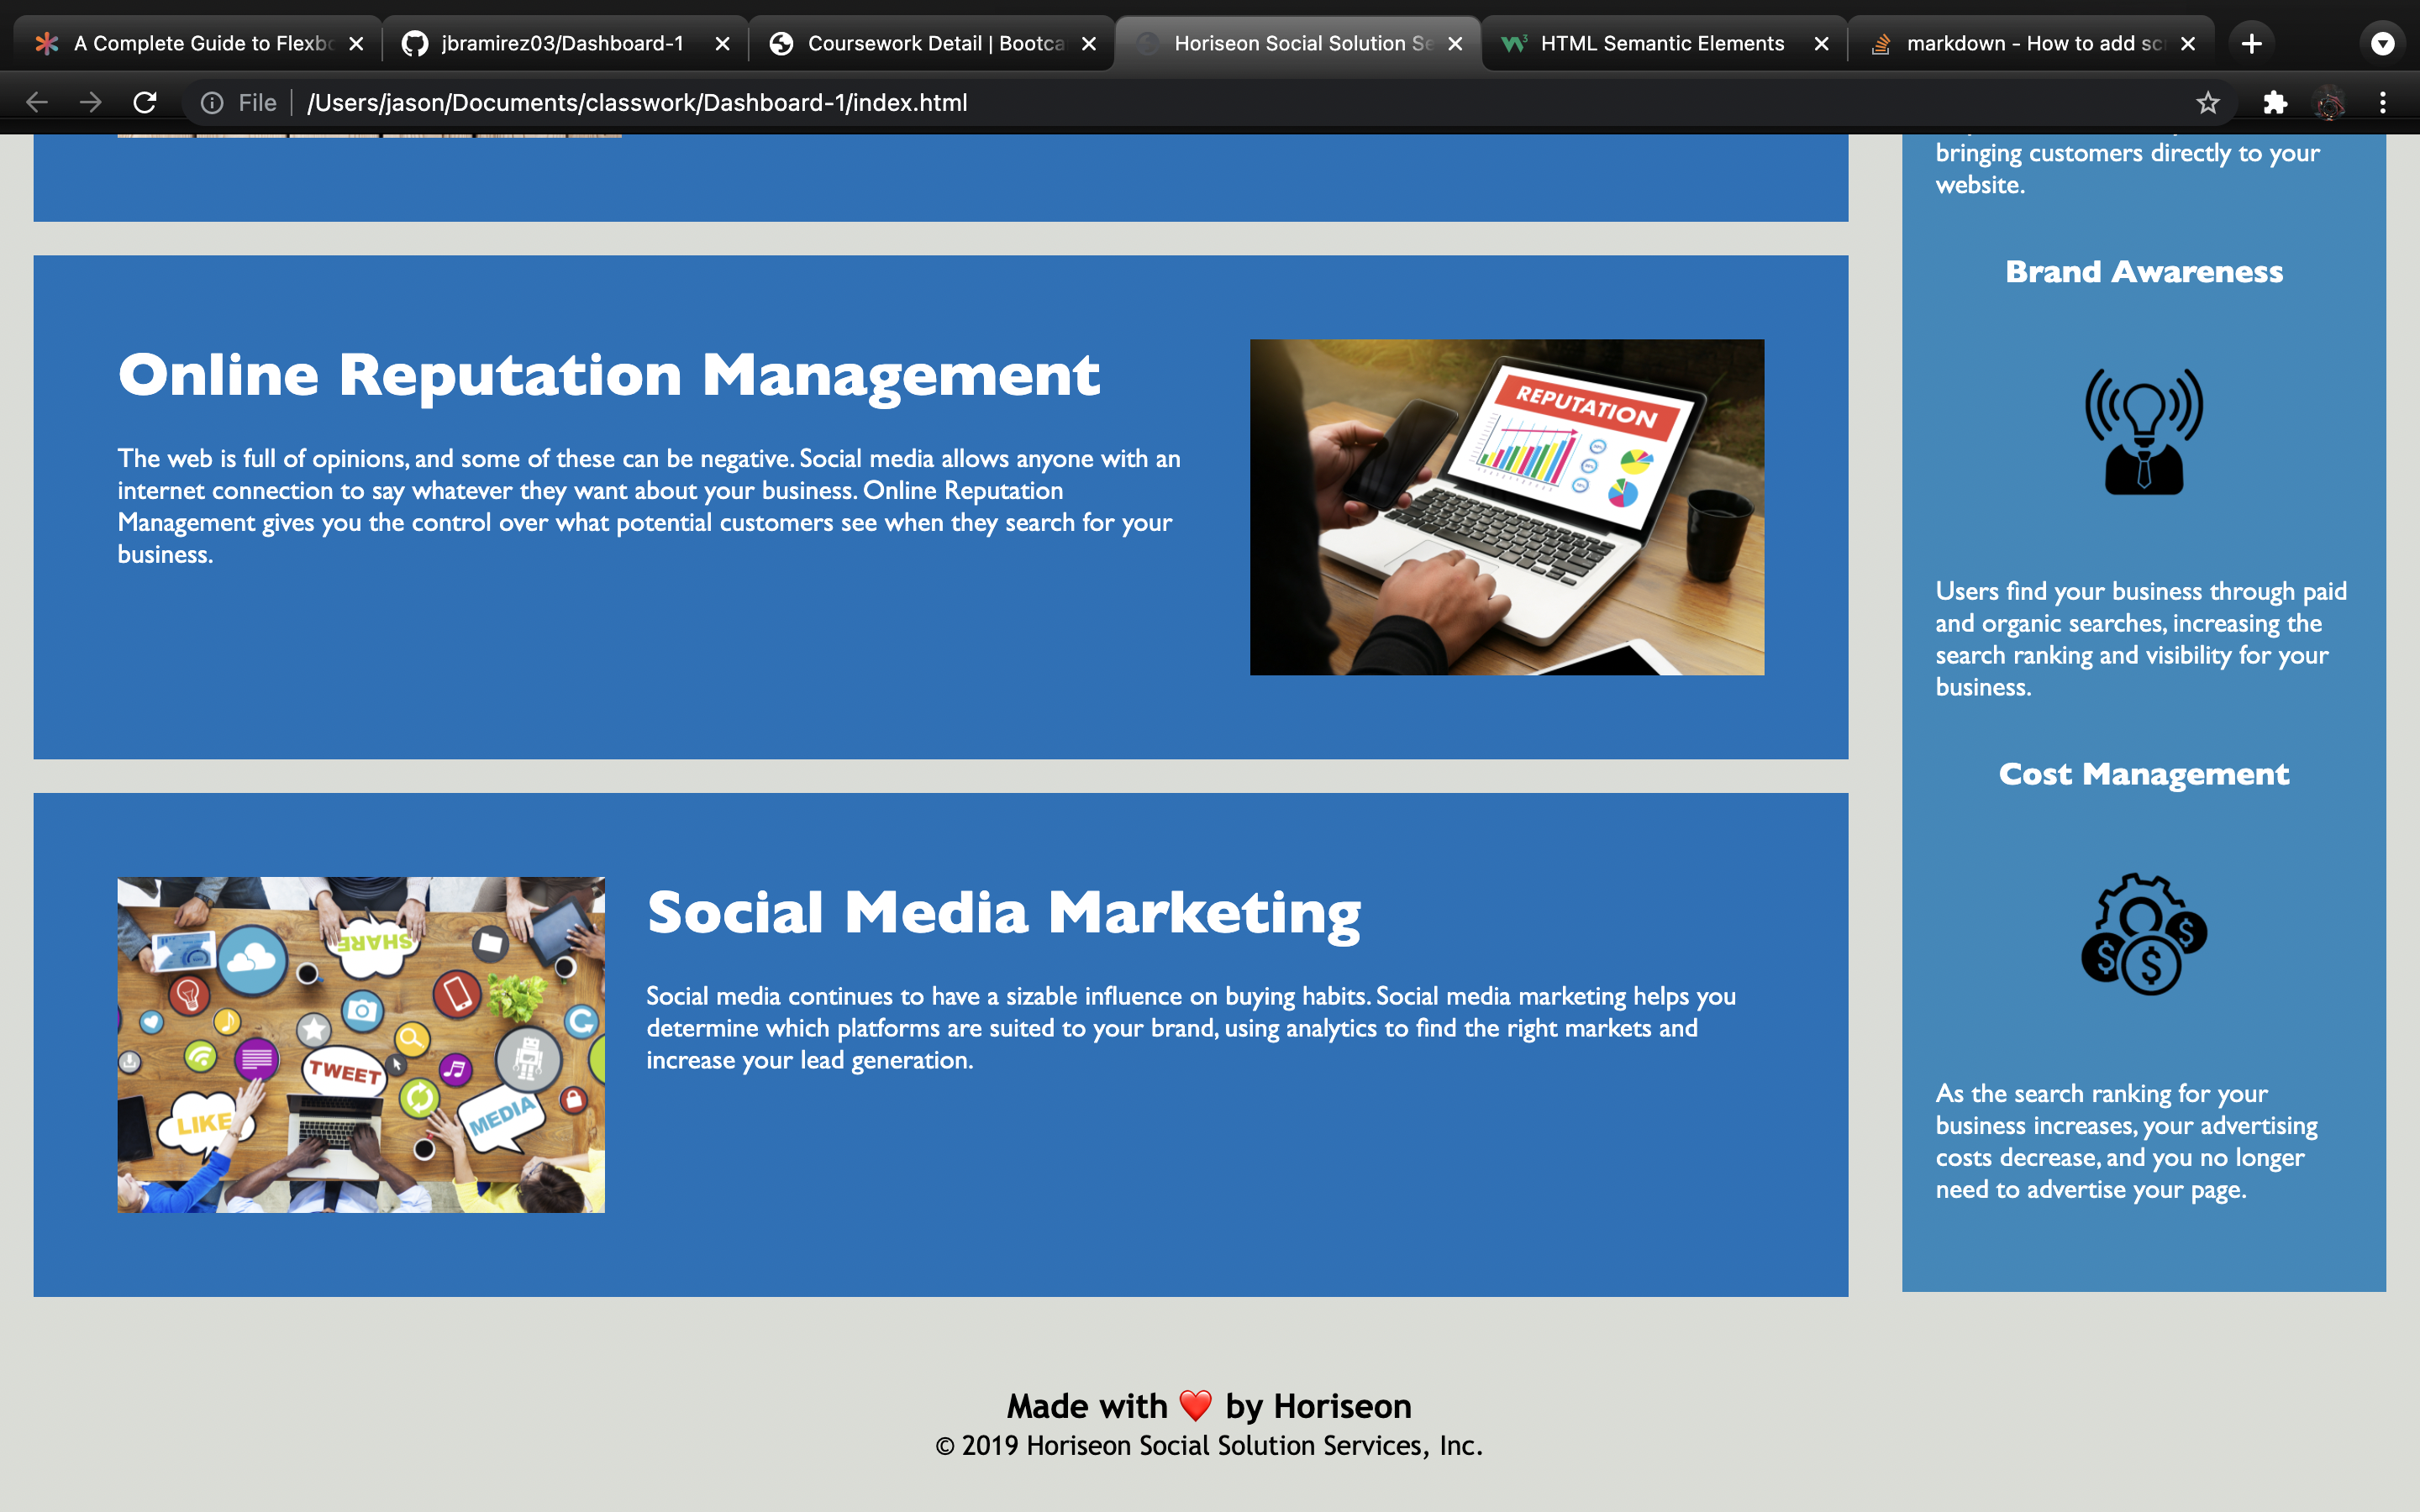 A Complete Guide to Flexbo
jbramirez03/Dashboard-1
Coursework Detail | Bootca
Horiseon Social Solution Se
HTML Semantic Elements
markdown - How to add sc
File
/Users/jason/Documents/classwork/Dashboard-1/index.html
bringing customers directly to your
website.
Online Reputation Management
The web is full of opinions, and some of these can be negative. Social media allows anyone with an
internet connection to say whatever they want about your business. Online Reputation
Management gives you the control over what potential customers see when they search for your
business.
REPUTATION
Social Media Marketing
Social media continues to have a sizable influence on buying habits. Social media marketing helps you
determine which platforms are suited to your brand, using analytics to find the right markets and
increase your lead generation.
SHARE
TWEET
LIKE
MEDIA
Brand Awareness
Users find your business through paid
and organic searches, increasing the
search ranking and visibility for your
business.
Cost Management
$
$
$
As the search ranking for your
business increases, your advertising
costs decrease, and you no longer
need to advertise your page.
Made with ❤️ by Horiseon
© 2019 Horiseon Social Solution Services, Inc.